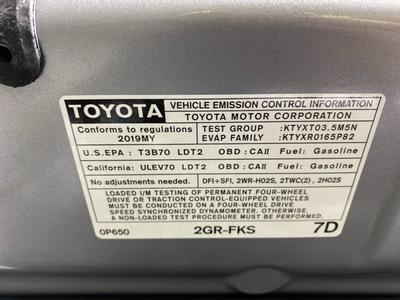 TOYOTA
VEHICLE EMISSION CONTROL INFORMATION
TOYOTA MOTOR CORPORATION
Conforms to regulations
2019MY
TEST GROUP :KTYXT03.5M5N
EVAP FAMILY :KTYXR0165P82
U.S.EPA : T3B70 LDT2 OBD:CAII Fuel: Gasoline
California: ULEV70 LDT2 OBD:CAII Fuel: Gasoline
No adjustments needed. DFI+SFI, 2WR-HO2S, 2TWC(2), 2HO2S
LOADED I/M TESTING OF PERMANENT FOUR-WHEEL
DRIVE OR TRACTION CONTROL-EQUIPPED VEHICLES
MUST BE CONDUCTED ON A FOUR-WHEEL DRIVE
SPEED SYNCHRONIZED DYNAMOMETER. OTHERWISE,
A NON-LOADED TEST MUST BE CONDUCTED.
0P650 2GR-FKS 7D